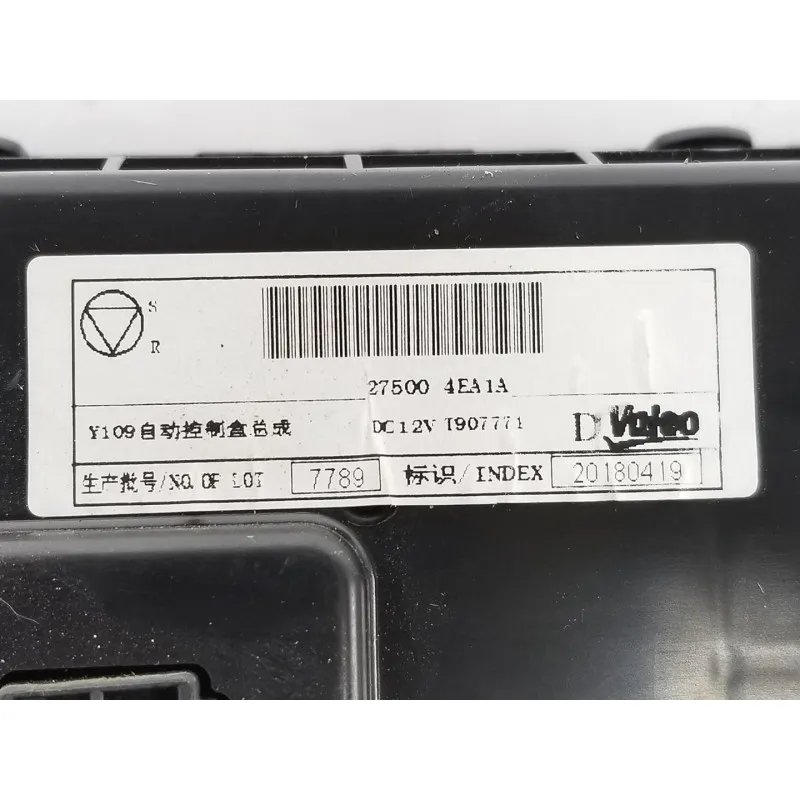 S
R
27500 4EA1A
Y109自动控制盒总成 DC12V T907771 D Valeo
生产批号/NO. OF LOT 7789 标识/INDEX 20180419